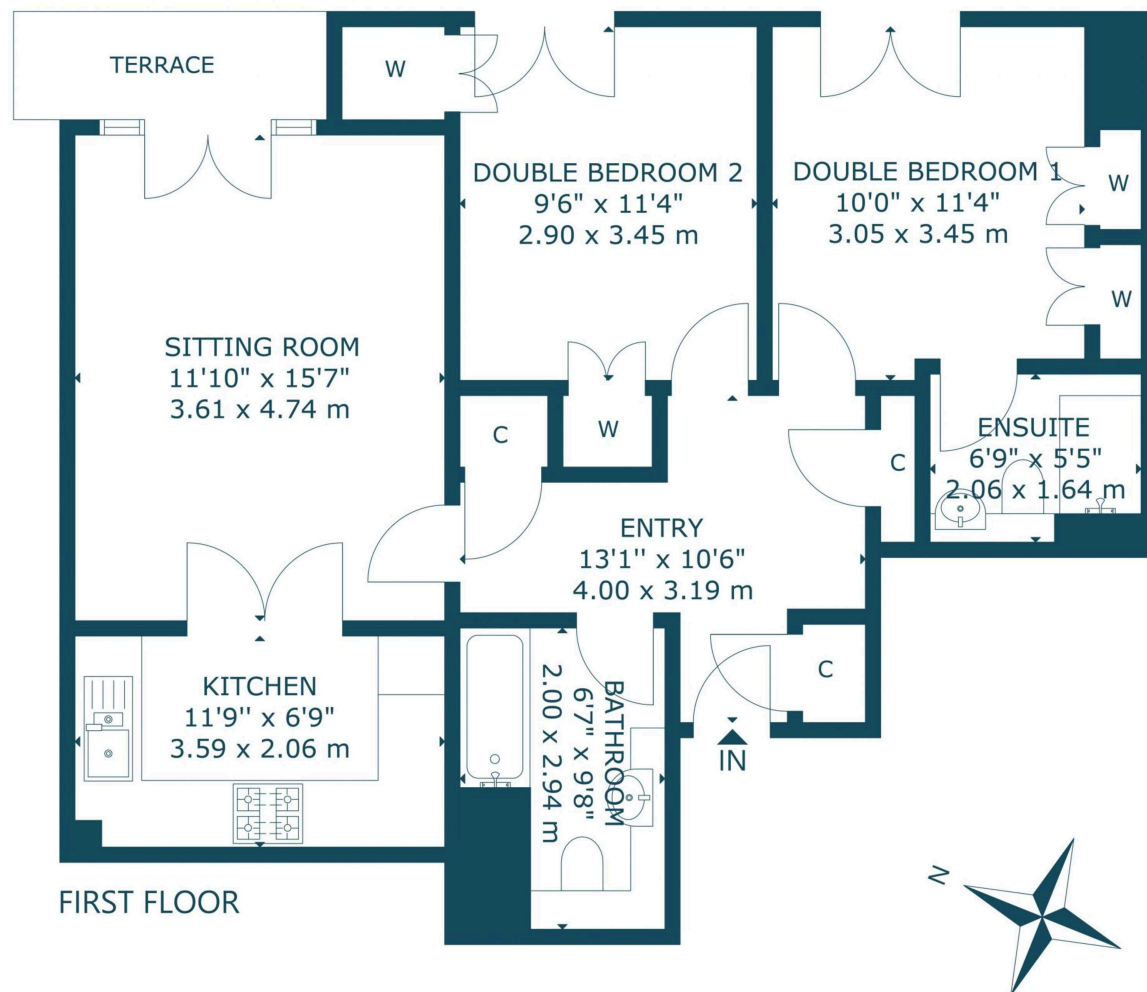 TERRACE
W
DOUBLE BEDROOM 2
9'6" x 11'4"
2.90 x 3.45 m
DOUBLE BEDROOM 1
10'0" x 11'4"
3.05 x 3.45 m
W
W
SITTING ROOM
11'10" x 15'7"
3.61 x 4.74 m
C
W
C
ENSUITE
6'9" x 5'5"
2.06 x 1.64 m
ENTRY
13'1'' x 10'6"
4.00 x 3.19 m
KITCHEN
11'9'' x 6'9"
3.59 x 2.06 m
BATHROOM
6'7" x 9'8"
2.00 x 2.94 m
C
IN
FIRST FLOOR
N